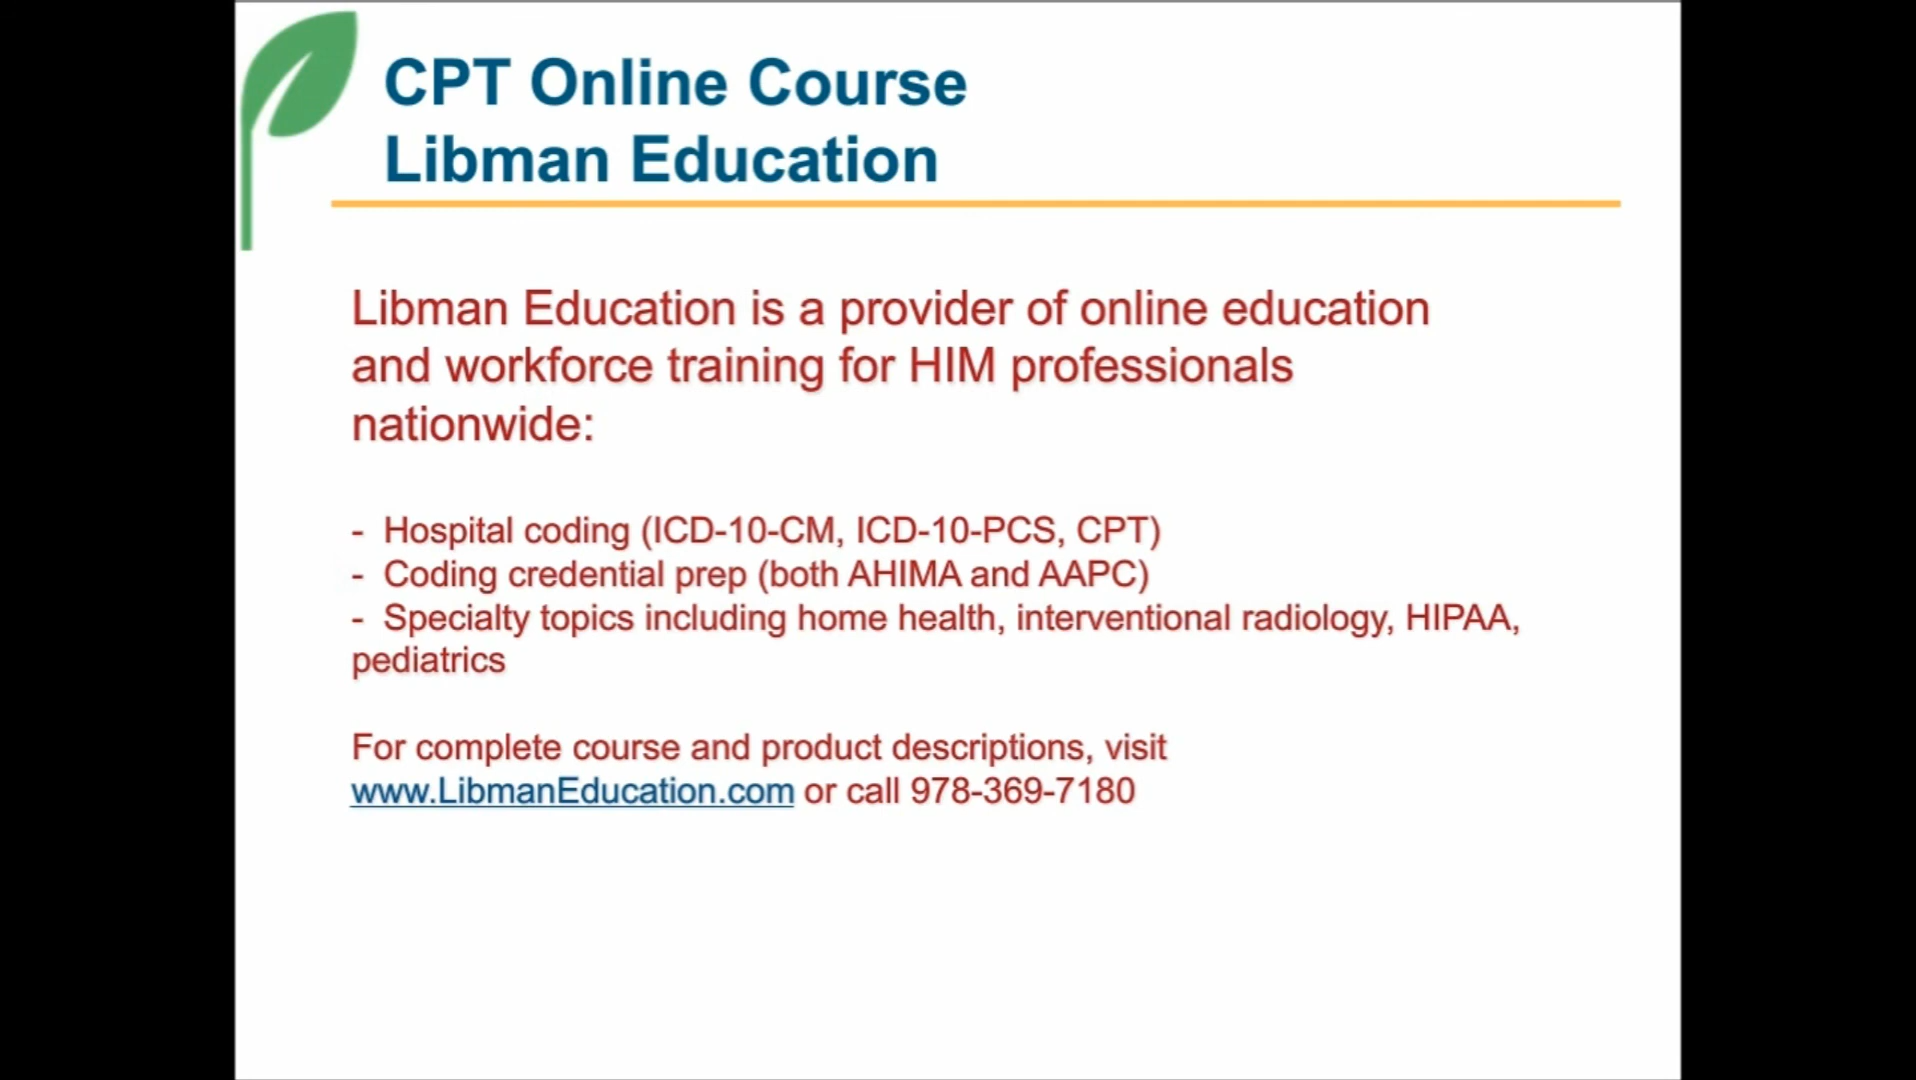 CPT Online Course
Libman Education
Libman Education is a provider of online education
and workforce training for HIM professionals
nationwide:
- Hospital coding (ICD-10-CM, ICD-10-PCS, CPT)
- Coding credential prep (both AHIMA and AAPC)
- Specialty topics including home health, interventional radiology, HIPAA,
pediatrics
For complete course and product descriptions, visit
www.LibmanEducation.com or call 978-369-7180